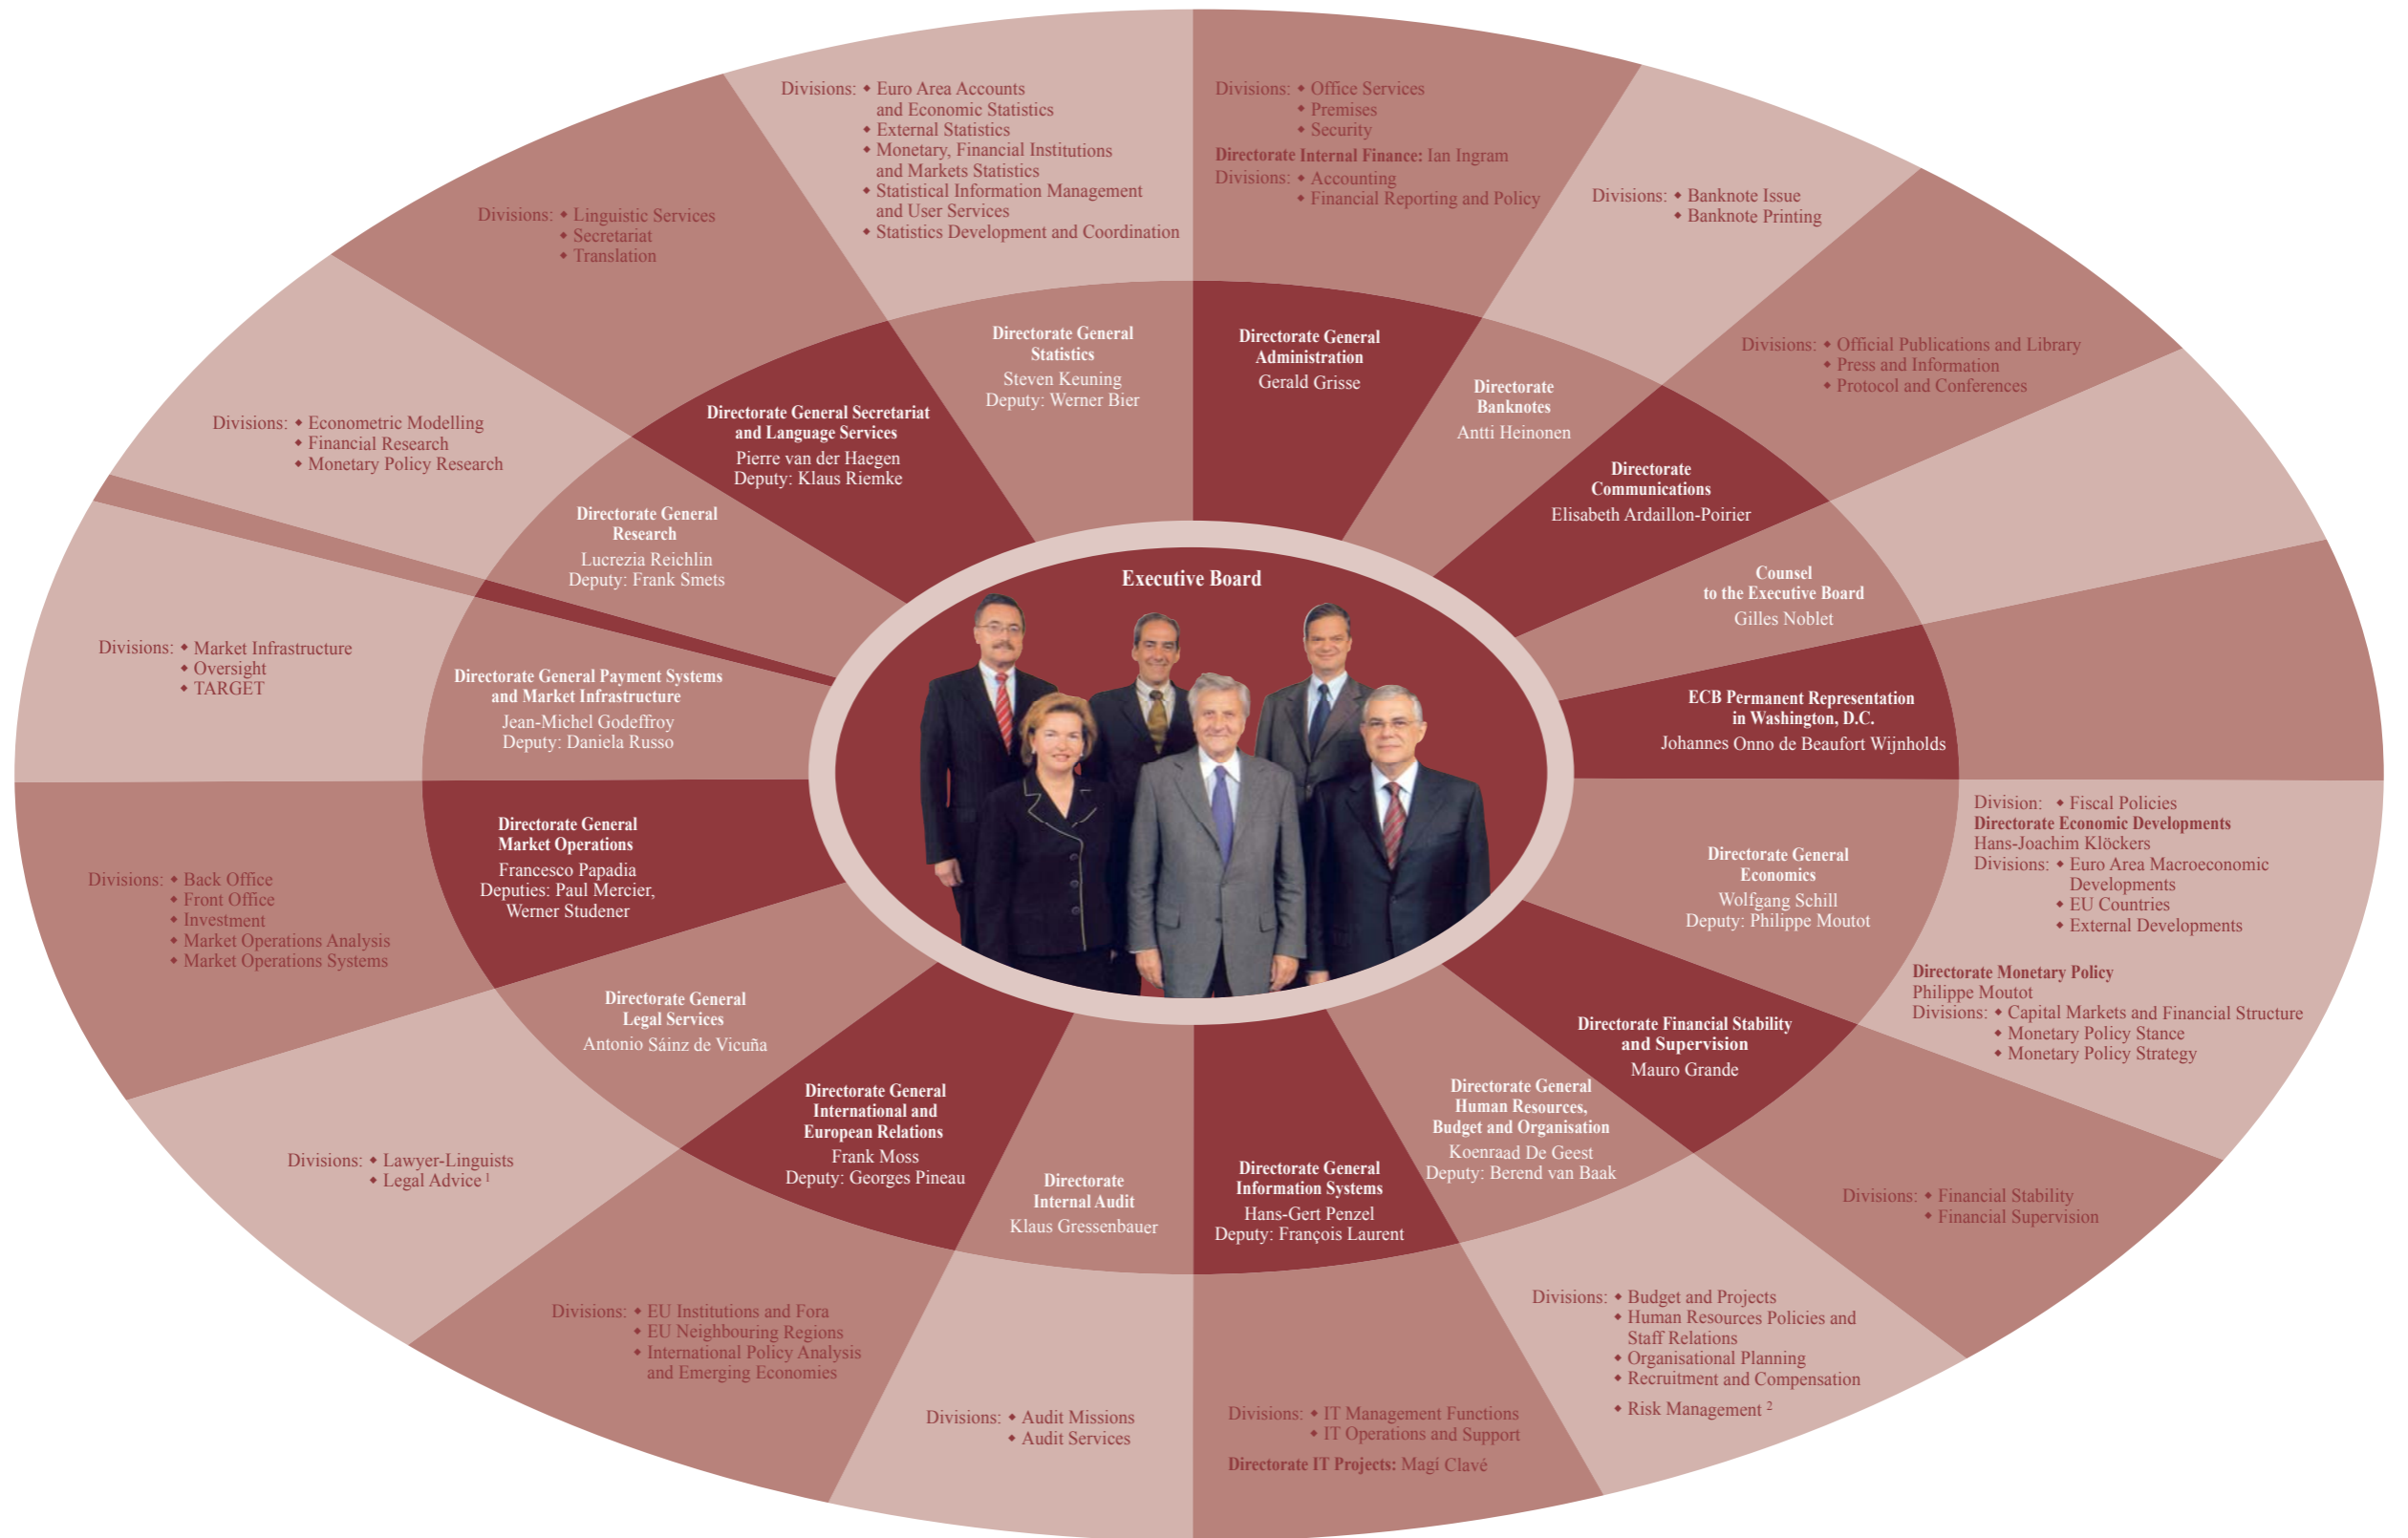 Executive Board
Directorate General
Administration
Gerald Grisse
Divisions: ◆ Office Services
◆ Premises
◆ Security
Directorate Internal Finance: Ian Ingram
Divisions: ◆ Accounting
◆ Financial Reporting and Policy
Directorate
Banknotes
Antti Heinonen
Divisions: ◆ Banknote Issue
◆ Banknote Printing
Directorate
Communications
Elisabeth Ardaillon-Poirier
Divisions: ◆ Official Publications and Library
◆ Press and Information
◆ Protocol and Conferences
Counsel
to the Executive Board
Gilles Noblet
ECB Permanent Representation
in Washington, D.C.
Johannes Onno de Beaufort Wijnholds
Directorate General
Economics
Wolfgang Schill
Deputy: Philippe Moutot
Division: ◆ Fiscal Policies
Directorate Economic Developments
Hans-Joachim Klöckers
Divisions: ◆ Euro Area Macroeconomic
Developments
◆ EU Countries
◆ External Developments
Directorate Monetary Policy
Philippe Moutot
Divisions: ◆ Capital Markets and Financial Structure
◆ Monetary Policy Stance
◆ Monetary Policy Strategy
Directorate Financial Stability
and Supervision
Mauro Grande
Divisions: ◆ Financial Stability
◆ Financial Supervision
Directorate General
Human Resources,
Budget and Organisation
Koenraad De Geest
Deputy: Berend van Baak
Divisions: ◆ Budget and Projects
◆ Human Resources Policies and
Staff Relations
◆ Organisational Planning
◆ Recruitment and Compensation
◆ Risk Management 2
Directorate General
Information Systems
Hans-Gert Penzel
Deputy: François Laurent
Divisions: ◆ IT Management Functions
◆ IT Operations and Support
Directorate IT Projects: Magí Clavé
Directorate
Internal Audit
Klaus Gressenbauer
Divisions: ◆ Audit Missions
◆ Audit Services
Directorate General
International and
European Relations
Frank Moss
Deputy: Georges Pineau
Divisions: ◆ EU Institutions and Fora
◆ EU Neighbouring Regions
◆ International Policy Analysis
and Emerging Economies
Directorate General
Legal Services
Antonio Sáinz de Vicuña
Divisions: ◆ Lawyer-Linguists
◆ Legal Advice 1
Directorate General
Market Operations
Francesco Papadia
Deputies: Paul Mercier,
Werner Studener
Divisions: ◆ Back Office
◆ Front Office
◆ Investment
◆ Market Operations Analysis
◆ Market Operations Systems
Directorate General Payment Systems
and Market Infrastructure
Jean-Michel Godeffroy
Deputy: Daniela Russo
Divisions: ◆ Market Infrastructure
◆ Oversight
◆ TARGET
Directorate General
Research
Lucrezia Reichlin
Deputy: Frank Smets
Divisions: ◆ Econometric Modelling
◆ Financial Research
◆ Monetary Policy Research
Directorate General Secretariat
and Language Services
Pierre van der Haegen
Deputy: Klaus Riemke
Divisions: ◆ Linguistic Services
◆ Secretariat
◆ Translation
Directorate General
Statistics
Steven Keuning
Deputy: Werner Bier
Divisions: ◆ Euro Area Accounts
and Economic Statistics
◆ External Statistics
◆ Monetary, Financial Institutions
and Markets Statistics
◆ Statistical Information Management
and User Services
◆ Statistics Development and Coordination